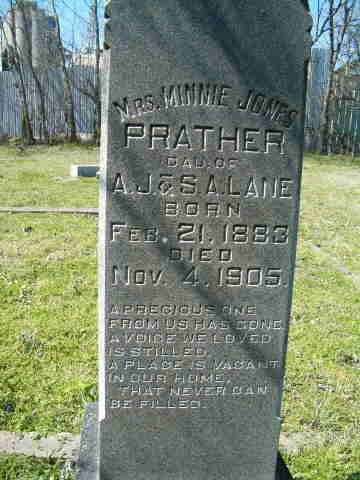 MRS. MINNIE JONES
PRATHER
DAU. OF
A.J. & S.A. LANE
BORN
FEB. 21. 1883
DIED
NOV. 4. 1905.
A PRECIOUS ONE
FROM US HAS GONE,
A VOICE WE LOVED
IS STILLED.
A PLACE IS VACANT
IN OUR HOME,
THAT NEVER CAN
BE FILLED.